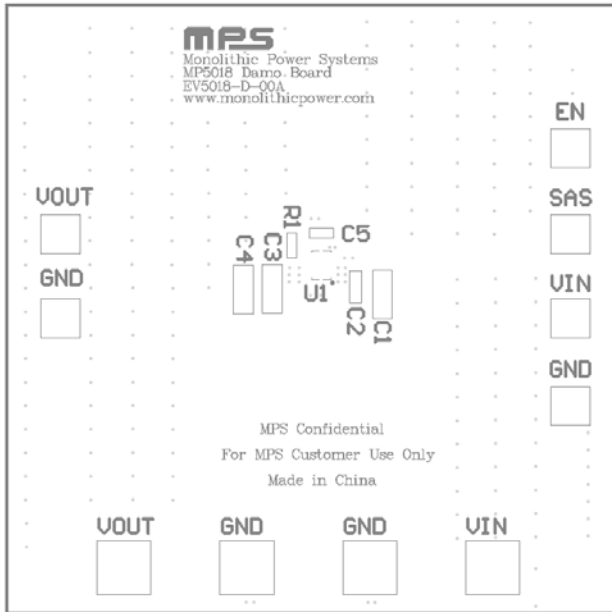 mps
Monolithic Power Systems
MP5018 Damo Board
EV5018-D-00A
www.monolithicpower.com
EN
VOUT
SAS
R1
C5
C4
C3
GND
VIN
U1
C2
C1
GND
MPS Confidential
For MPS Customer Use Only
Made in China
VOUT
GND
GND
VIN